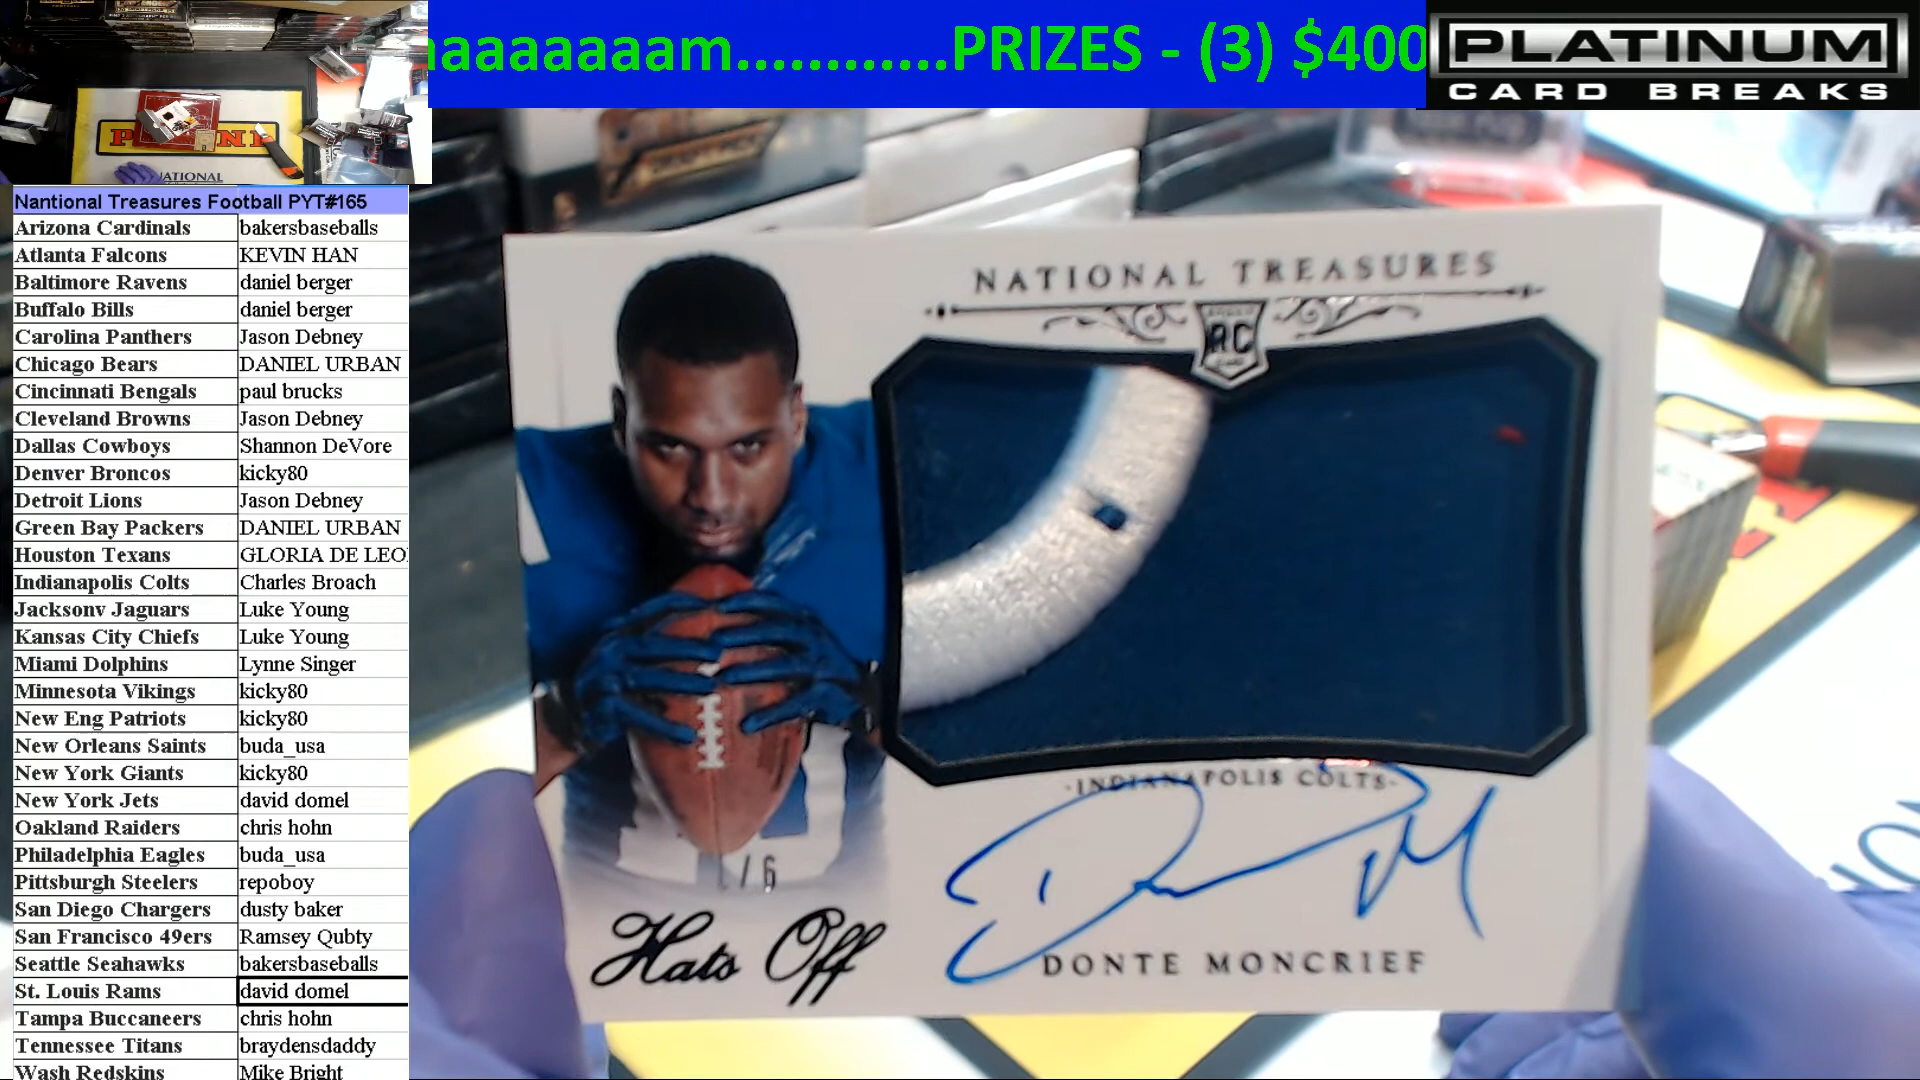 aaaaaaaam............PRIZES - (3) $400
PLATINUM
CARD BREAKS
NATIONAL
Nantional Treasures Football PYT#165
Arizona Cardinals bakersbaseballs
Atlanta Falcons KEVIN HAN
Baltimore Ravens daniel berger
Buffalo Bills daniel berger
Carolina Panthers Jason Debney
Chicago Bears DANIEL URBAN
Cincinnati Bengals paul brucks
Cleveland Browns Jason Debney
Dallas Cowboys Shannon DeVore
Denver Broncos kicky80
Detroit Lions Jason Debney
Green Bay Packers DANIEL URBAN
Houston Texans GLORIA DE LEO
Indianapolis Colts Charles Broach
Jacksonv Jaguars Luke Young
Kansas City Chiefs Luke Young
Miami Dolphins Lynne Singer
Minnesota Vikings kicky80
New Eng Patriots kicky80
New Orleans Saints buda_usa
New York Giants kicky80
New York Jets david domel
Oakland Raiders chris hohn
Philadelphia Eagles buda_usa
Pittsburgh Steelers repoboy
San Diego Chargers dusty baker
San Francisco 49ers Ramsey Qubty
Seattle Seahawks bakersbaseballs
St. Louis Rams david domel
Tampa Buccaneers chris hohn
Tennessee Titans braydensdaddy
Wash Redskins Mike Bright
NATIONAL TREASURES
RC
-INDIANAPOLIS COLTS-
/6
Hats Off
DONTE MONCRIEF